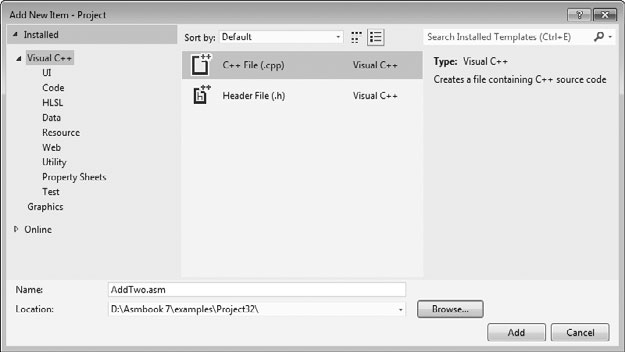 Add New Item - Project
Installed
Sort by: Default
Search Installed Templates (Ctrl+E)
Visual C++
UI
Code
HLSL
Data
Resource
Web
Utility
Property Sheets
Test
Graphics
Online
C++ File (.cpp) Visual C++
Header File (.h) Visual C++
Type: Visual C++
Creates a file containing C++ source code
Name: AddTwo.asm
Location: D:\Asmbook 7\examples\Project32\
Browse...
Add Cancel